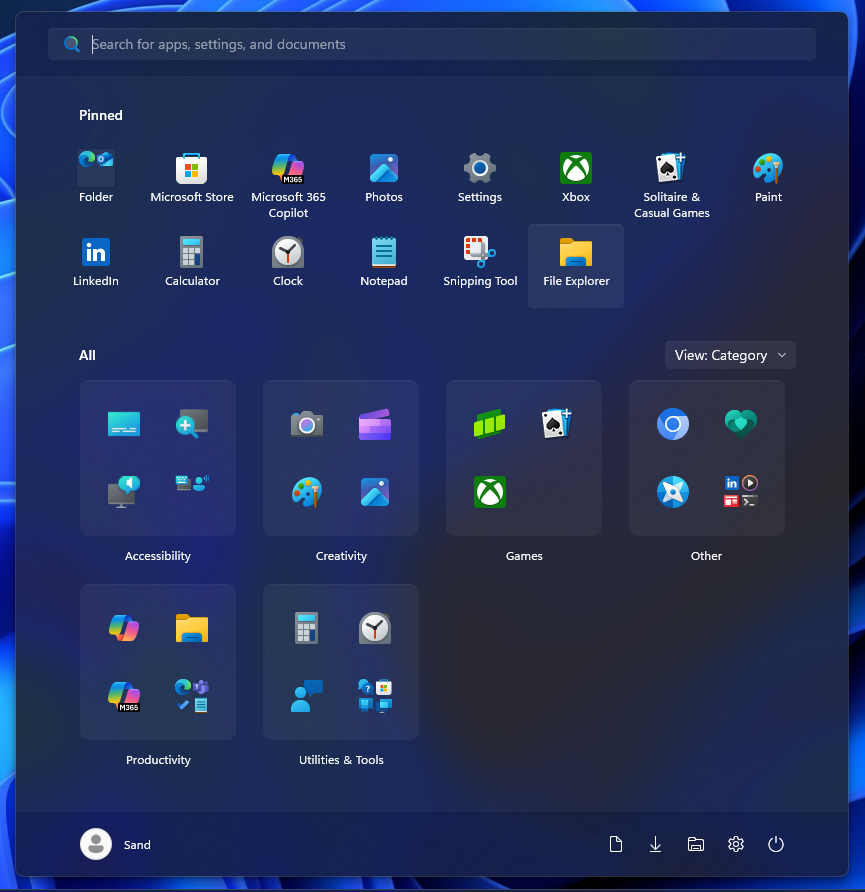 Search for apps, settings, and documents
Pinned
Folder
Microsoft Store
M365
Microsoft 365
Copilot
Photos
Settings
Xbox
Solitaire &
Casual Games
Paint
in
LinkedIn
Calculator
Clock
Notepad
Snipping Tool
File Explorer
All
View: Category
in
Accessibility
Creativity
Games
Other
M365
Productivity
Utilities & Tools
Sand